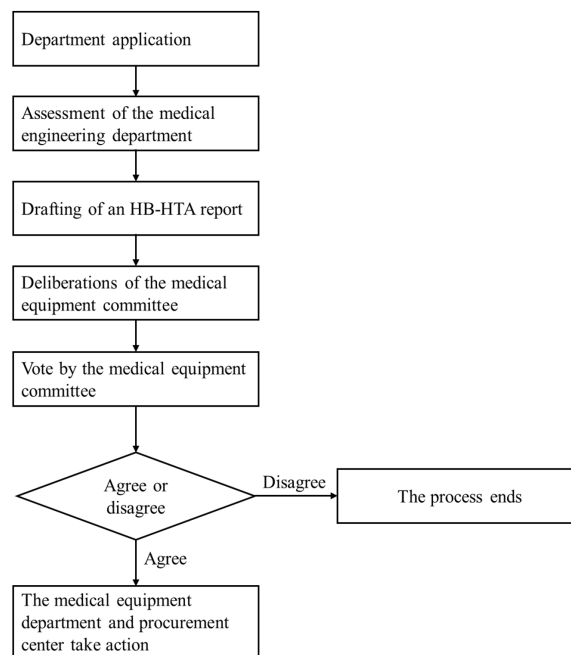 Department application
Assessment of the medical
engineering department
Drafting of an HB-HTA report
Deliberations of the medical
equipment committee
Vote by the medical equipment
committee
Agree or
disagree
Disagree
The process ends
Agree
The medical equipment
department and procurement
center take action